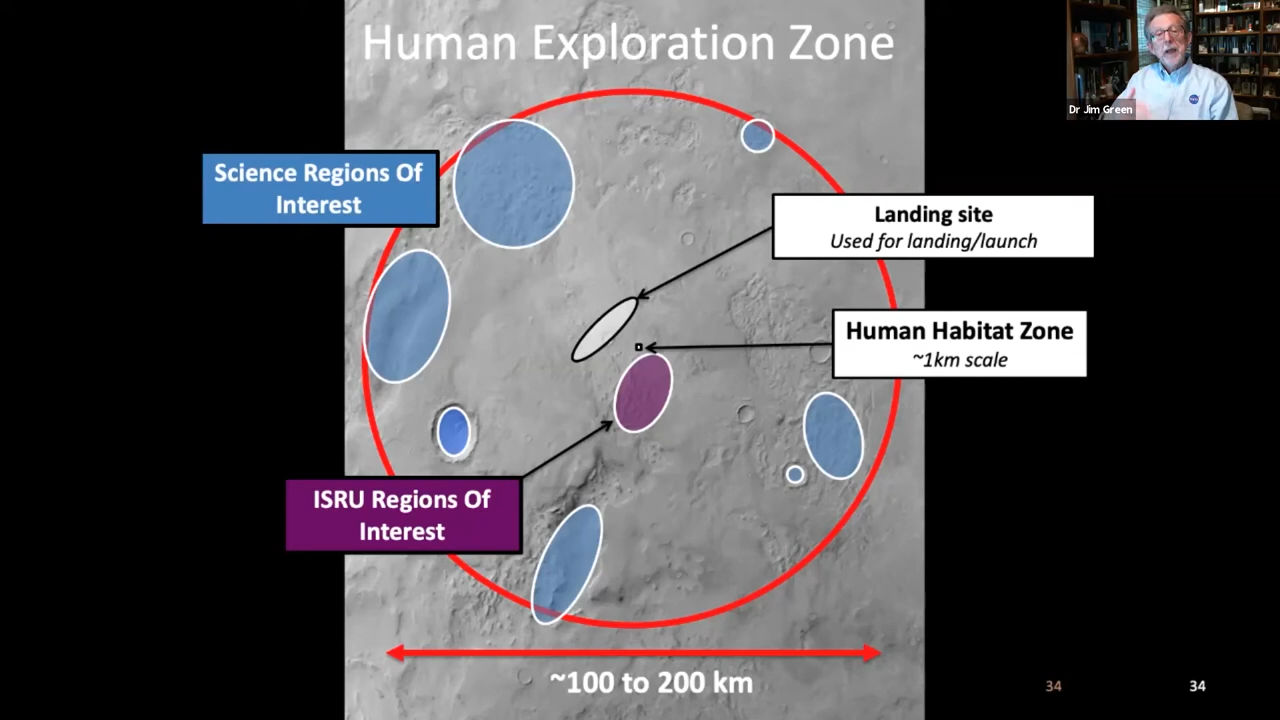 Human Exploration Zone
Dr Jim Green
Science Regions Of
Interest
Landing site
Used for landing/launch
Human Habitat Zone
~1km scale
ISRU Regions Of
Interest
~100 to 200 km
34
34